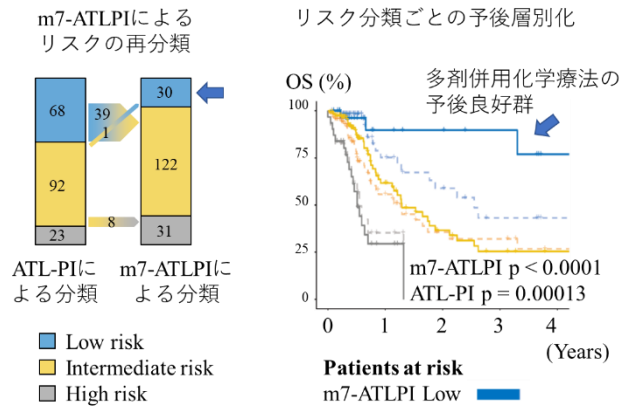 m7-ATLPIによる
リスクの再分類
68
92
23
39
1
8
30
122
31
ATL-PIに
よる分類
m7-ATLPIに
よる分類
Low risk
Intermediate risk
High risk
リスク分類ごとの予後層別化
OS (%)
多剤併用化学療法の
予後良好群
100
75
50
25
0
m7-ATLPI p < 0.0001
ATL-PI p = 0.00013
0 1 2 3 4
(Years)
Patients at risk
m7-ATLPI Low